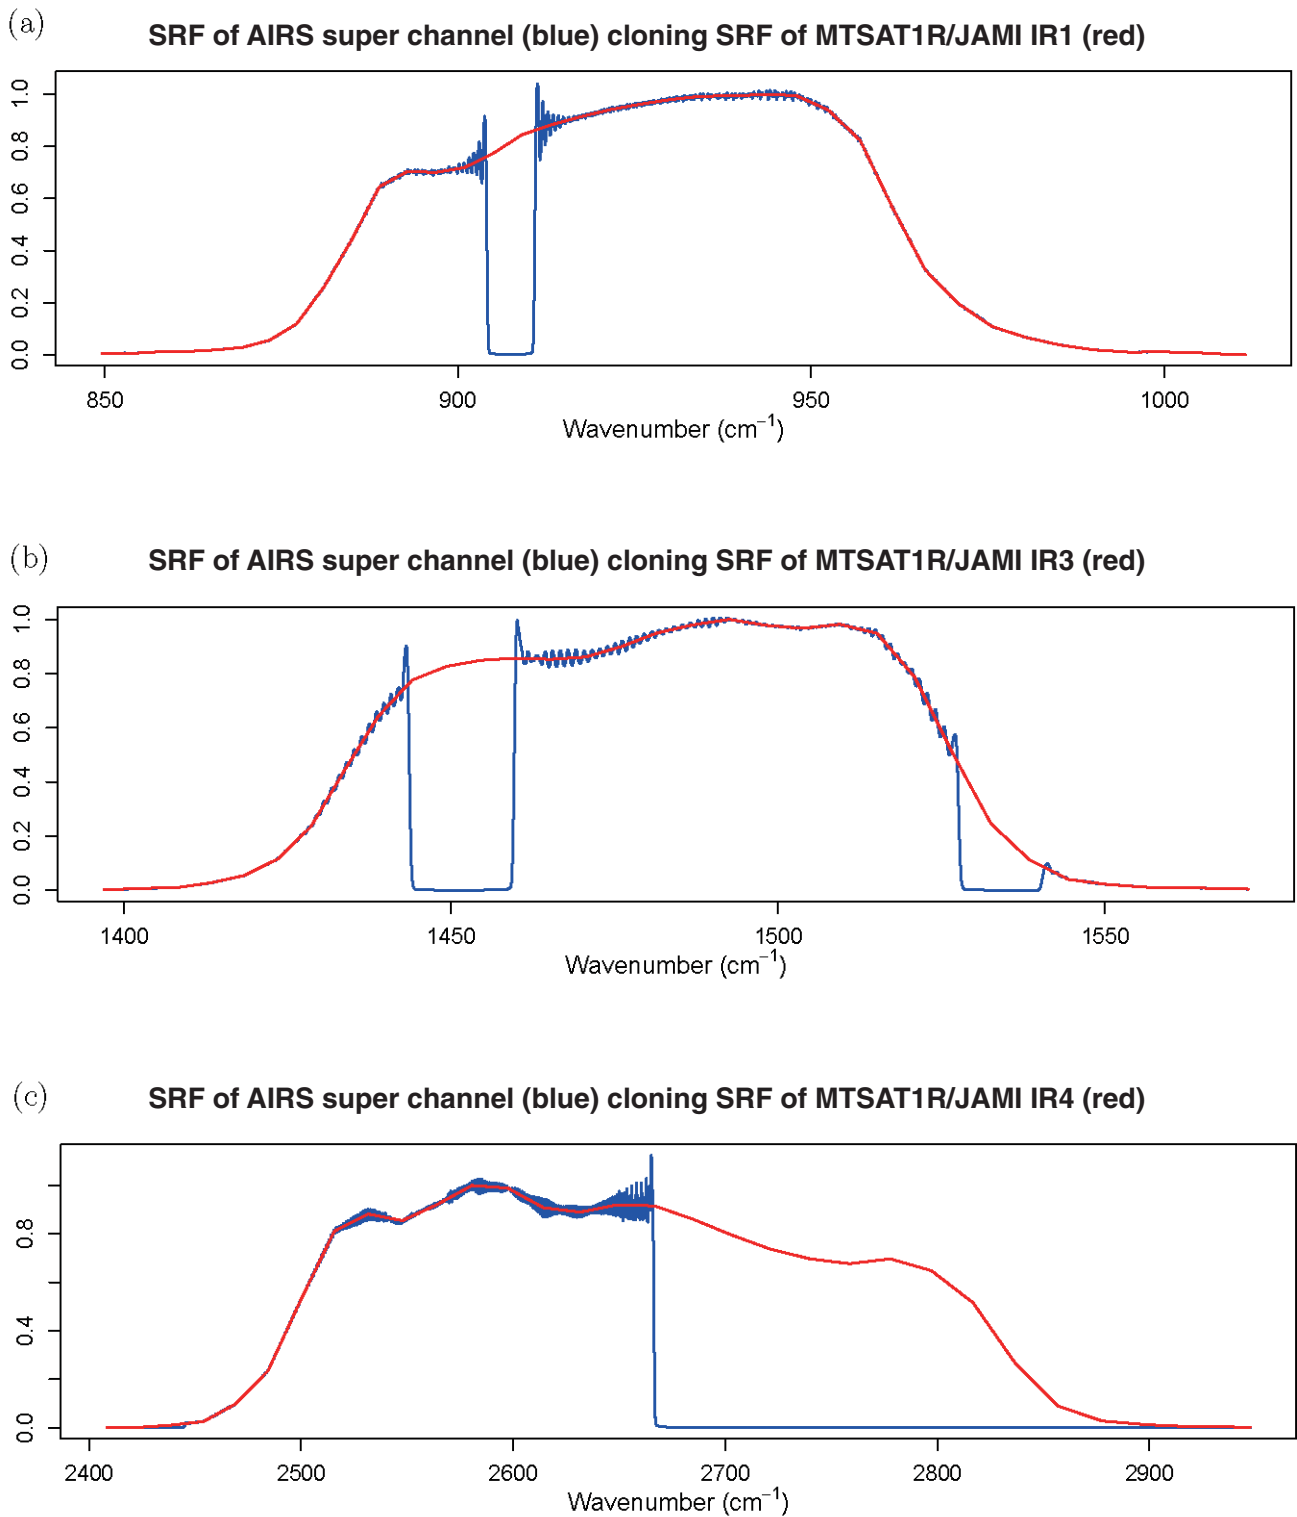 (a)
SRF of AIRS super channel (blue) cloning SRF of MTSAT1R/JAMI IR1 (red)
1.0
0.8
0.6
0.4
0.2
0.0
850 900 950 1000
Wavenumber (cm⁻¹)
(b)
SRF of AIRS super channel (blue) cloning SRF of MTSAT1R/JAMI IR3 (red)
1.0
0.8
0.6
0.4
0.2
0.0
1400 1450 1500 1550
Wavenumber (cm⁻¹)
(c)
SRF of AIRS super channel (blue) cloning SRF of MTSAT1R/JAMI IR4 (red)
0.8
0.4
0.0
2400 2500 2600 2700 2800 2900
Wavenumber (cm⁻¹)